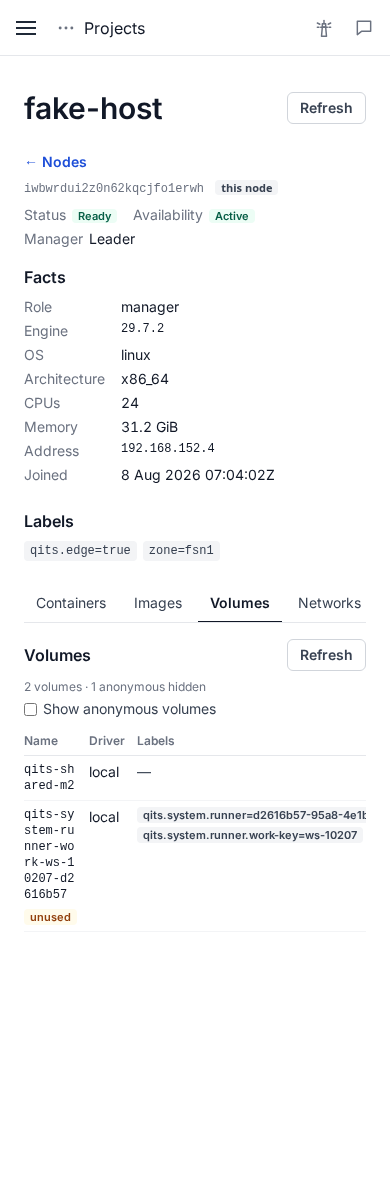 Projects
fake-host
Refresh
← Nodes
iwbwrdui2z0n62kqcjfo1erwh this node
Status Ready Availability Active
Manager Leader
Facts
Role manager
Engine 29.7.2
OS linux
Architecture x86_64
CPUs 24
Memory 31.2 GiB
Address 192.168.152.4
Joined 8 Aug 2026 07:04:02Z
Labels
qits.edge=true zone=fsn1
Containers Images Volumes Networks
Volumes
Refresh
2 volumes · 1 anonymous hidden
Show anonymous volumes
Name Driver Labels
qits-sh
ared-m2
local —
qits-sy
stem-ru
nner-wo
rk-ws-1
0207-d2
616b57
unused
local
qits.system.runner=d2616b57-95a8-4e1b
qits.system.runner.work-key=ws-10207